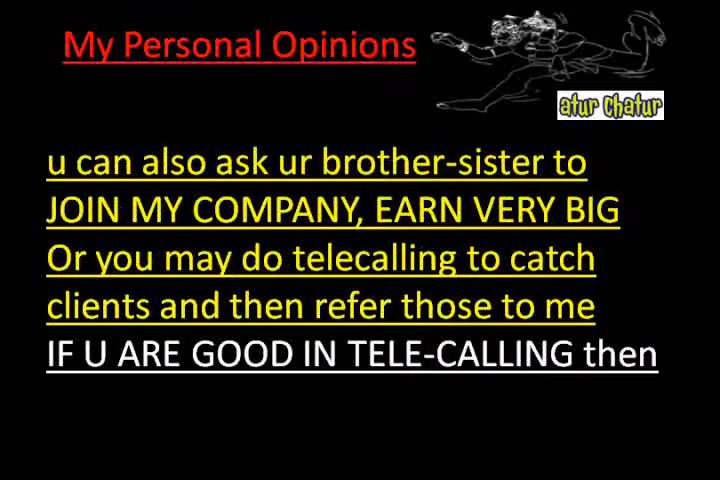 My Personal Opinions
atur Chatur
u can also ask ur brother-sister to
JOIN MY COMPANY, EARN VERY BIG
Or you may do telecalling to catch
clients and then refer those to me
IF U ARE GOOD IN TELE-CALLING then